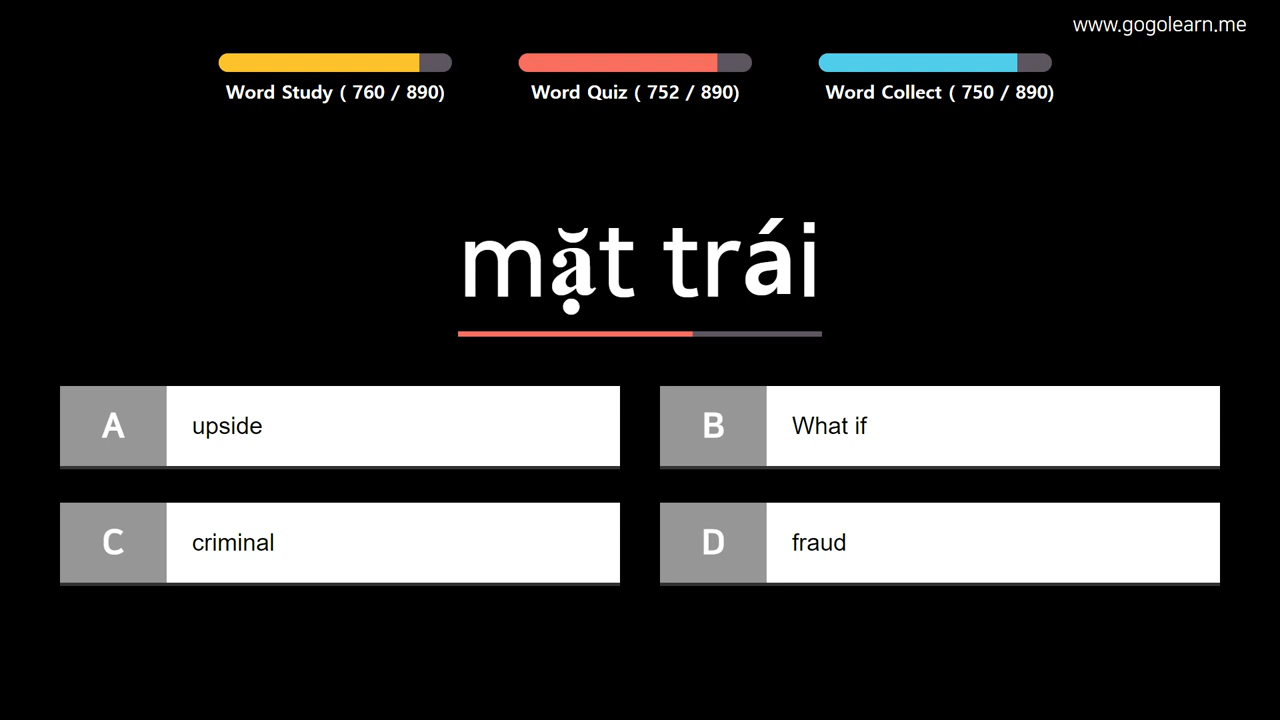 www.gogolearn.me
Word Study ( 760 / 890)
Word Quiz ( 752 / 890)
Word Collect ( 750 / 890)
mặt trái
A upside
B What if
C criminal
D fraud